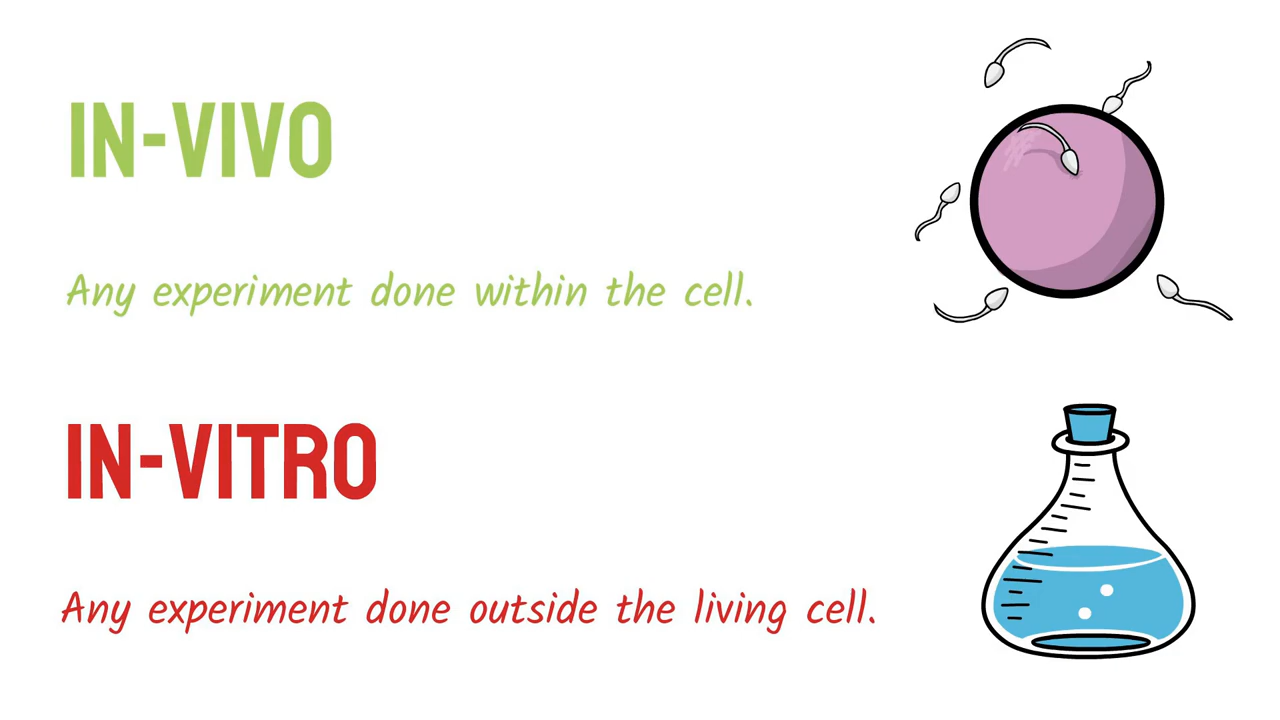 IN-VIVO
Any experiment done within the cell.
IN-VITRO
Any experiment done outside the living cell.